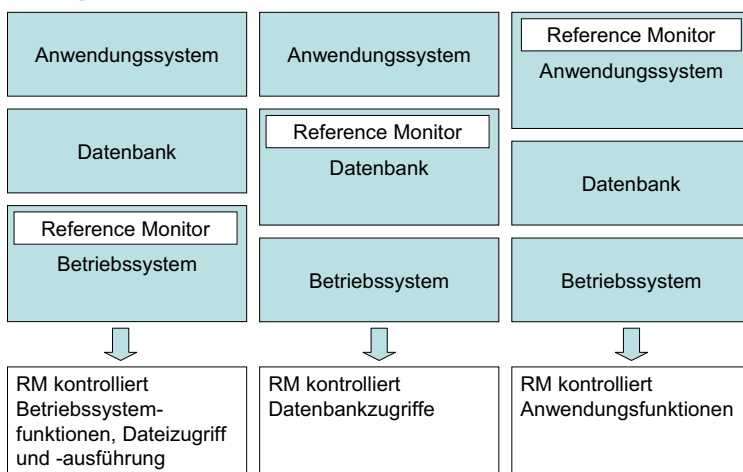 Anwendungssystem
Datenbank
Reference Monitor
Betriebssystem
RM kontrolliert
Betriebssystem-
funktionen, Dateizugriff
und -ausführung
Anwendungssystem
Reference Monitor
Datenbank
Betriebssystem
RM kontrolliert
Datenbankzugriffe
Reference Monitor
Anwendungssystem
Datenbank
Betriebssystem
RM kontrolliert
Anwendungsfunktionen